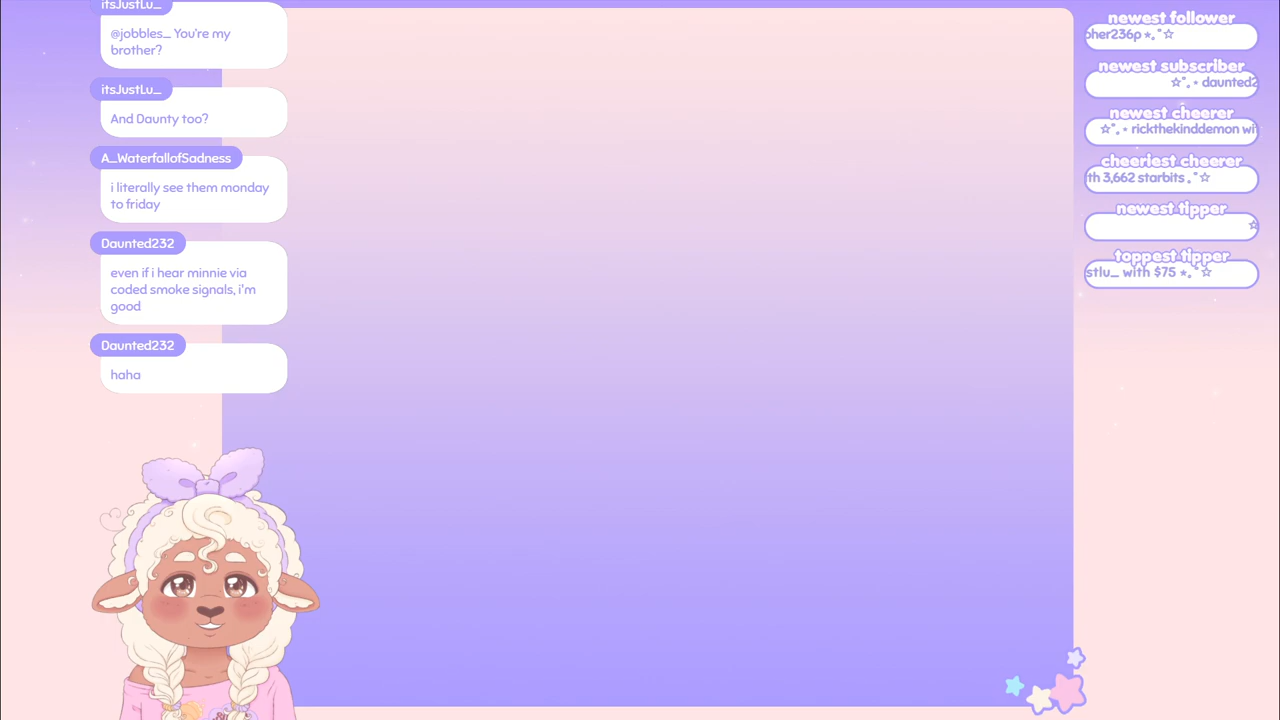 itsJustLu_
@jobbles_ You're my
brother?
itsJustLu_
And Daunty too?
A_WaterfallofSadness
i literally see them monday
to friday
Daunted232
even if i hear minnie via
coded smoke signals, i'm
good
Daunted232
haha
newest follower
pher236p ⋆｡˚☆
newest subscriber
☆˚｡⋆ daunted2
newest cheerer
☆˚｡⋆ rickthekinddemon wit
cheeriest cheerer
th 3,662 starbits ｡˚☆
newest tipper
☆
toppest tipper
stlu_ with $75 ⋆｡˚☆